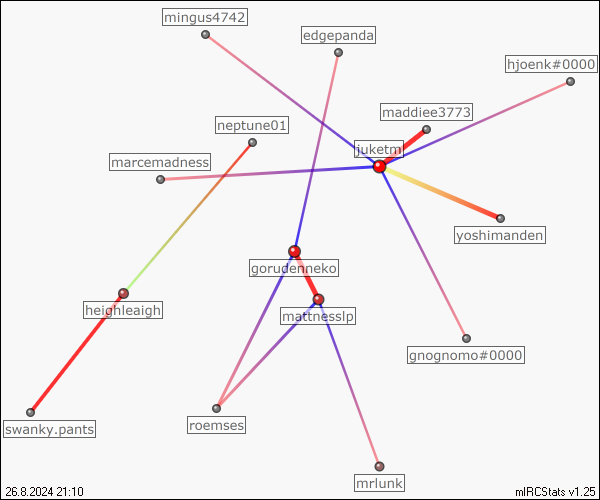 mingus4742
edgepanda
hjoenk#0000
maddiee3773
neptune01
juketm
marcemadness
yoshimanden
gorudenneko
heighleaigh
mattnesslp
gnognomo#0000
roemses
swanky.pants
mrlunk
26.8.2024 21:10
mIRCStats v1.25